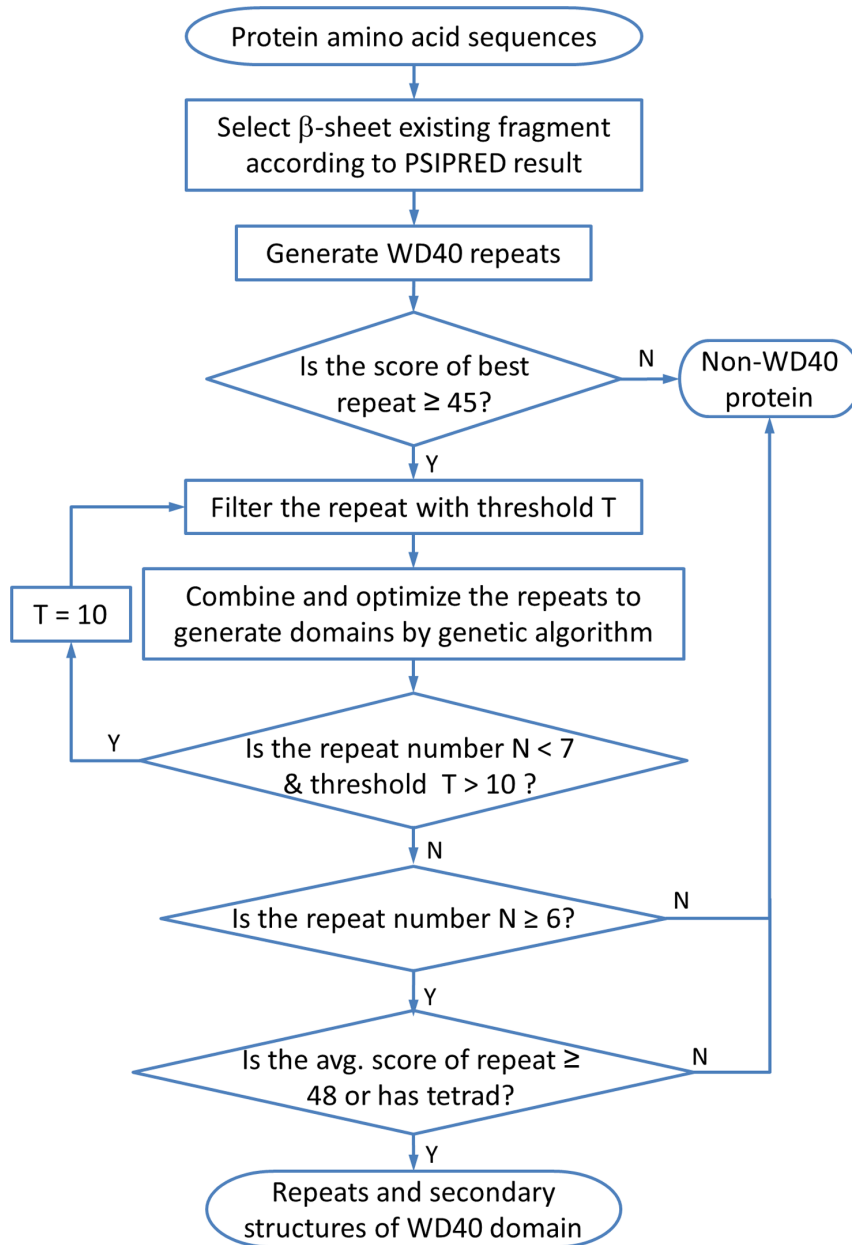 Protein amino acid sequences
Select β-sheet existing fragment
according to PSIPRED result
Generate WD40 repeats
Is the score of best
repeat ≥ 45?
N
Non-WD40
protein
Y
Filter the repeat with threshold T
T = 10
Combine and optimize the repeats to
generate domains by genetic algorithm
Y
Is the repeat number N < 7
& threshold T > 10 ?
N
Is the repeat number N ≥ 6?
N
Y
Is the avg. score of repeat ≥
48 or has tetrad?
N
Y
Repeats and secondary
structures of WD40 domain